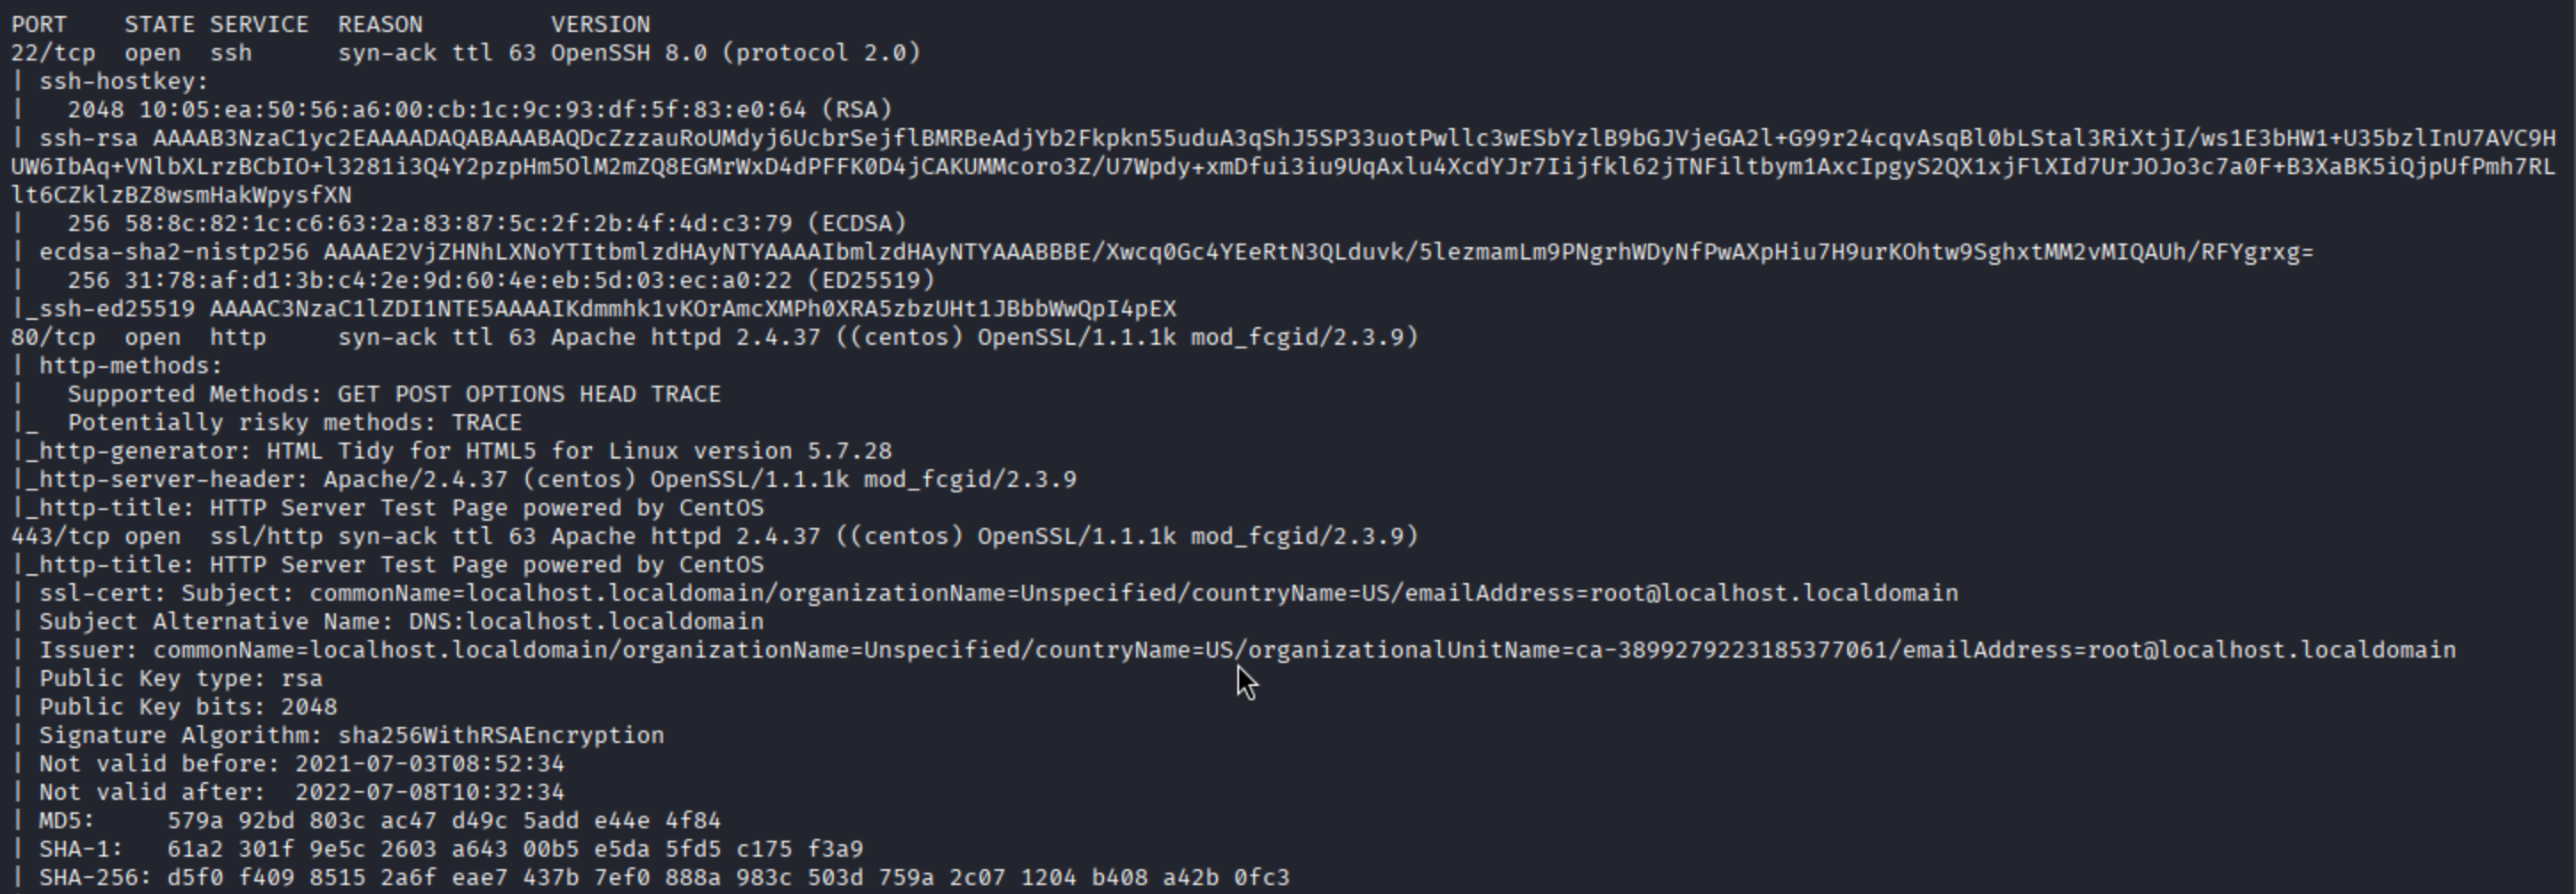 PORT    STATE SERVICE  REASON         VERSION
22/tcp  open  ssh      syn-ack ttl 63 OpenSSH 8.0 (protocol 2.0)
| ssh-hostkey:
|   2048 10:05:ea:50:56:a6:00:cb:1c:9c:93:df:5f:83:e0:64 (RSA)
| ssh-rsa AAAAB3NzaC1yc2EAAAADAQABAAABAQDcZzzauRoUMdyj6UcbrSejflBMRBeAdjYb2Fkpkn55uduA3qShJ5SP33uotPwllc3wESbYzlB9bGJVjeGA2l+G99r24cqvAsqBl0bLStal3RiXtjI/ws1E3bHW1+U35bzlInU7AVC9H
UW6IbAq+VNlbXLrzBCbIO+l3281i3Q4Y2pzpHm5OlM2mZQ8EGMrWxD4dPFFK0D4jCAKUMMcoro3Z/U7Wpdy+xmDfui3iu9UqAxlu4XcdYJr7Iijfkl62jTNFiltbym1AxcIpgyS2QX1xjFlXId7UrJOJo3c7a0F+B3XaBK5iQjpUfPmh7RL
lt6CZklzBZ8wsmHakWpysfXN
|   256 58:8c:82:1c:c6:63:2a:83:87:5c:2f:2b:4f:4d:c3:79 (ECDSA)
| ecdsa-sha2-nistp256 AAAAE2VjZHNhLXNoYTItbmlzdHAyNTYAAAAIbmlzdHAyNTYAAABBBE/Xwcq0Gc4YEeRtN3QLduvk/5lezmamLm9PNgrhWDyNfPwAXpHiu7H9urKOhtw9SghxtMM2vMIQAUh/RFYgrxg=
|   256 31:78:af:d1:3b:c4:2e:9d:60:4e:eb:5d:03:ec:a0:22 (ED25519)
|_ssh-ed25519 AAAAC3NzaC1lZDI1NTE5AAAAIKdmmhk1vKOrAmcXMPh0XRA5zbzUHt1JBbbWwQpI4pEX
80/tcp  open  http     syn-ack ttl 63 Apache httpd 2.4.37 ((centos) OpenSSL/1.1.1k mod_fcgid/2.3.9)
| http-methods:
|   Supported Methods: GET POST OPTIONS HEAD TRACE
|_  Potentially risky methods: TRACE
|_http-generator: HTML Tidy for HTML5 for Linux version 5.7.28
|_http-server-header: Apache/2.4.37 (centos) OpenSSL/1.1.1k mod_fcgid/2.3.9
|_http-title: HTTP Server Test Page powered by CentOS
443/tcp open  ssl/http syn-ack ttl 63 Apache httpd 2.4.37 ((centos) OpenSSL/1.1.1k mod_fcgid/2.3.9)
|_http-title: HTTP Server Test Page powered by CentOS
| ssl-cert: Subject: commonName=localhost.localdomain/organizationName=Unspecified/countryName=US/emailAddress=root@localhost.localdomain
| Subject Alternative Name: DNS:localhost.localdomain
| Issuer: commonName=localhost.localdomain/organizationName=Unspecified/countryName=US/organizationalUnitName=ca-3899279223185377061/emailAddress=root@localhost.localdomain
| Public Key type: rsa
| Public Key bits: 2048
| Signature Algorithm: sha256WithRSAEncryption
| Not valid before: 2021-07-03T08:52:34
| Not valid after:  2022-07-08T10:32:34
| MD5:     579a 92bd 803c ac47 d49c 5add e44e 4f84
| SHA-1:   61a2 301f 9e5c 2603 a643 00b5 e5da 5fd5 c175 f3a9
| SHA-256: d5f0 f409 8515 2a6f eae7 437b 7ef0 888a 983c 503d 759a 2c07 1204 b408 a42b 0fc3